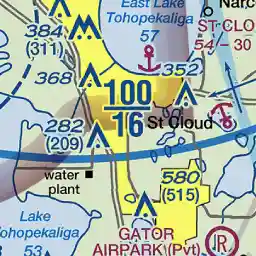 East Lake
Tohopekaliga
57
384
(311)
Narc
ST CLO
54 - 30
368
352
100
16
St Cloud
282
(209)
water
plant
580
(515)
Lake
Tohopekaliga
53
GATOR
AIRPARK (Pvt)
R